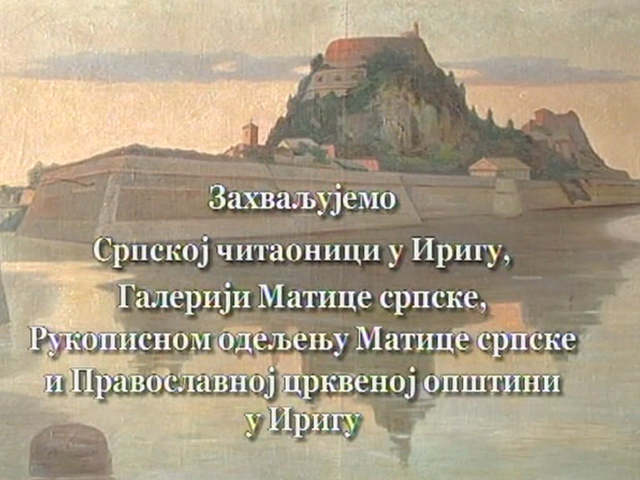 Захваљујемо
Српској читаоници у Иригу,
Галерији Матице српске,
Рукописном одељењу Матице српске
и Православној црквеној општини
у Иригу